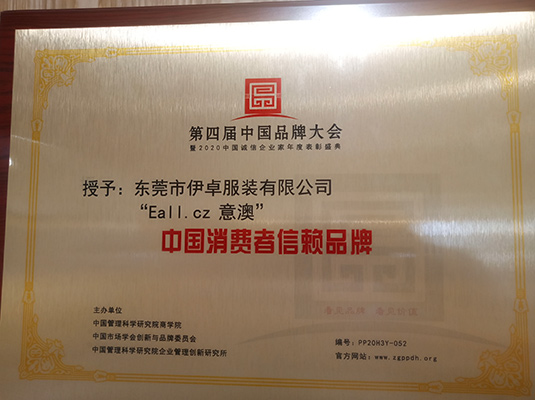 第四届中国品牌大会
暨2020中国诚信企业家年度表彰盛典
授予：东莞市伊卓服装有限公司
“Eall.cz 意澳”
中国消费者信赖品牌
主办单位
中国管理科学研究院商学院
中国市场学会创新与品牌委员会
中国管理科学研究院企业管理创新研究所
编号：PP20H3Y-052
官方网站：www.zgppdh.org